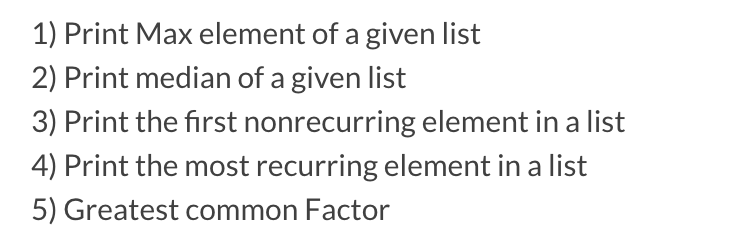 1) Print Max element of a given list
2) Print median of a given list
3) Print the first nonrecurring element in a list
4) Print the most recurring element in a list
5) Greatest common Factor